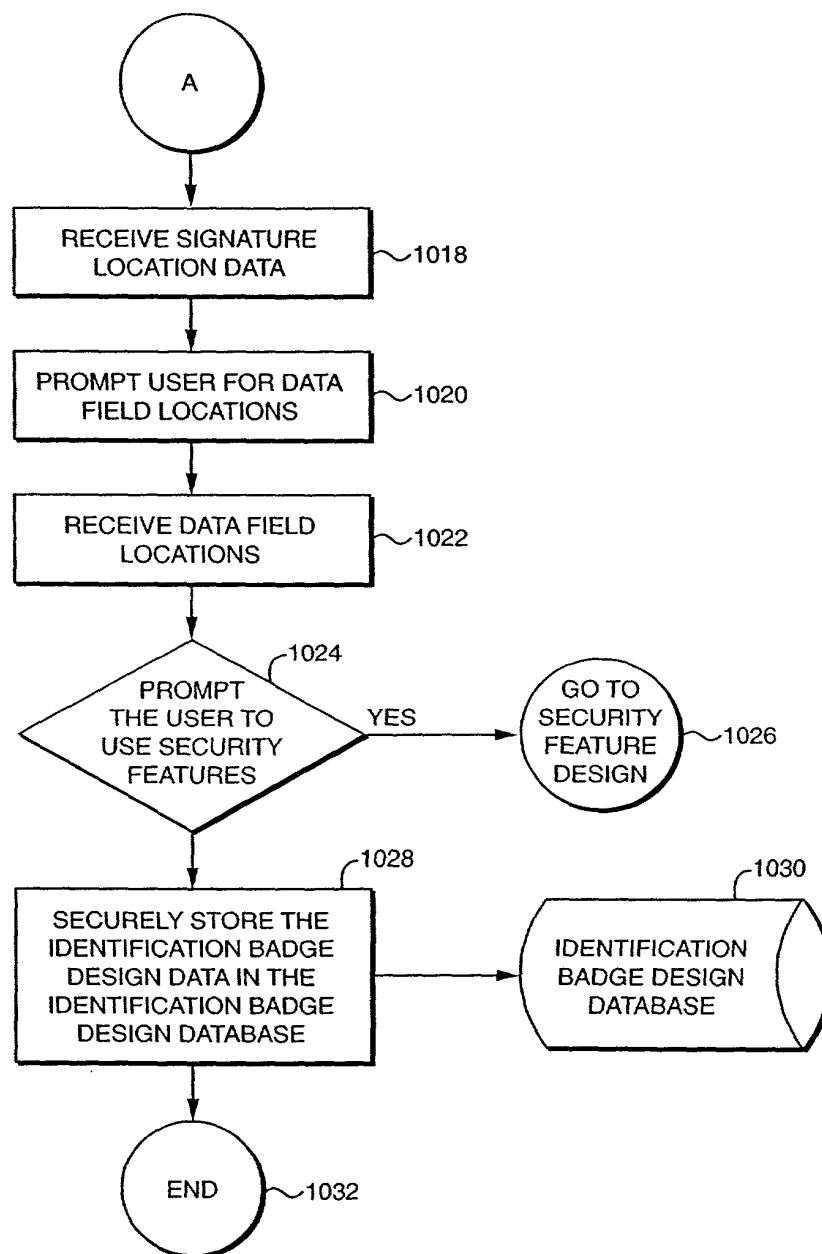 A
RECEIVE SIGNATURE
LOCATION DATA
1018
PROMPT USER FOR DATA
FIELD LOCATIONS
1020
RECEIVE DATA FIELD
LOCATIONS
1022
1024
PROMPT
THE USER TO
USE SECURITY
FEATURES
YES
GO TO
SECURITY
FEATURE
DESIGN
1026
1028
SECURELY STORE THE
IDENTIFICATION BADGE
DESIGN DATA IN THE
IDENTIFICATION BADGE
DESIGN DATABASE
1030
IDENTIFICATION
BADGE DESIGN
DATABASE
END
1032